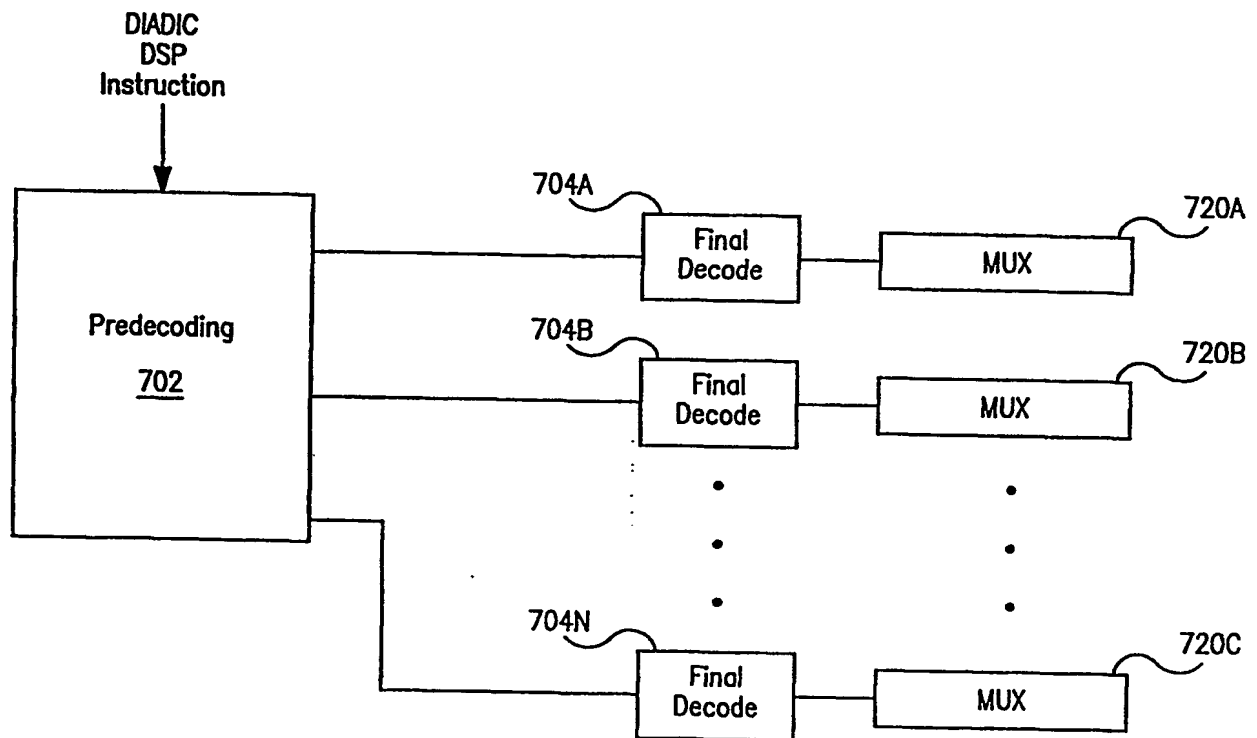 DIADIC
DSP
Instruction
Predecoding
702
704A
Final
Decode
720A
MUX
704B
Final
Decode
720B
MUX
704N
Final
Decode
720C
MUX